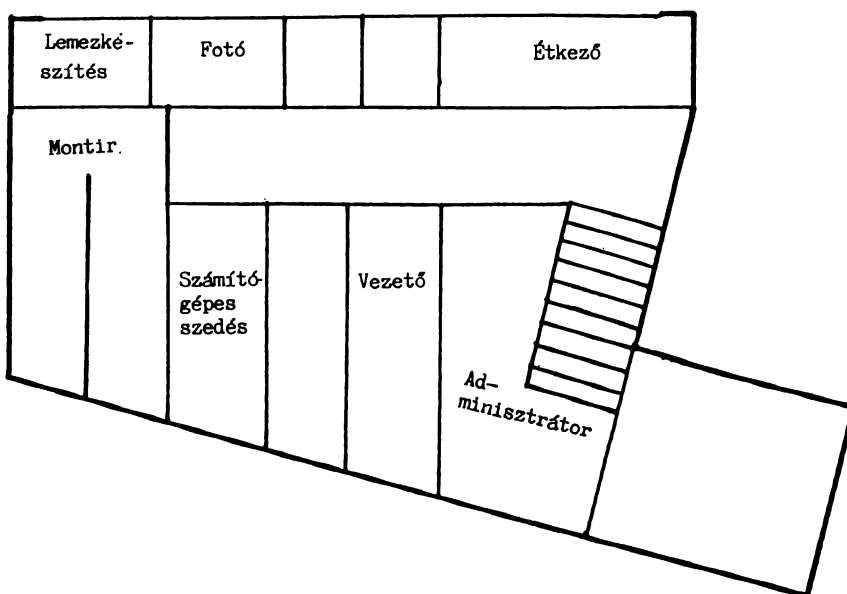 Lemezké-
szítés
Fotó
Étkező
Montir.
Számító-
gépes
szedés
Vezető
Ad-
minisztrátor